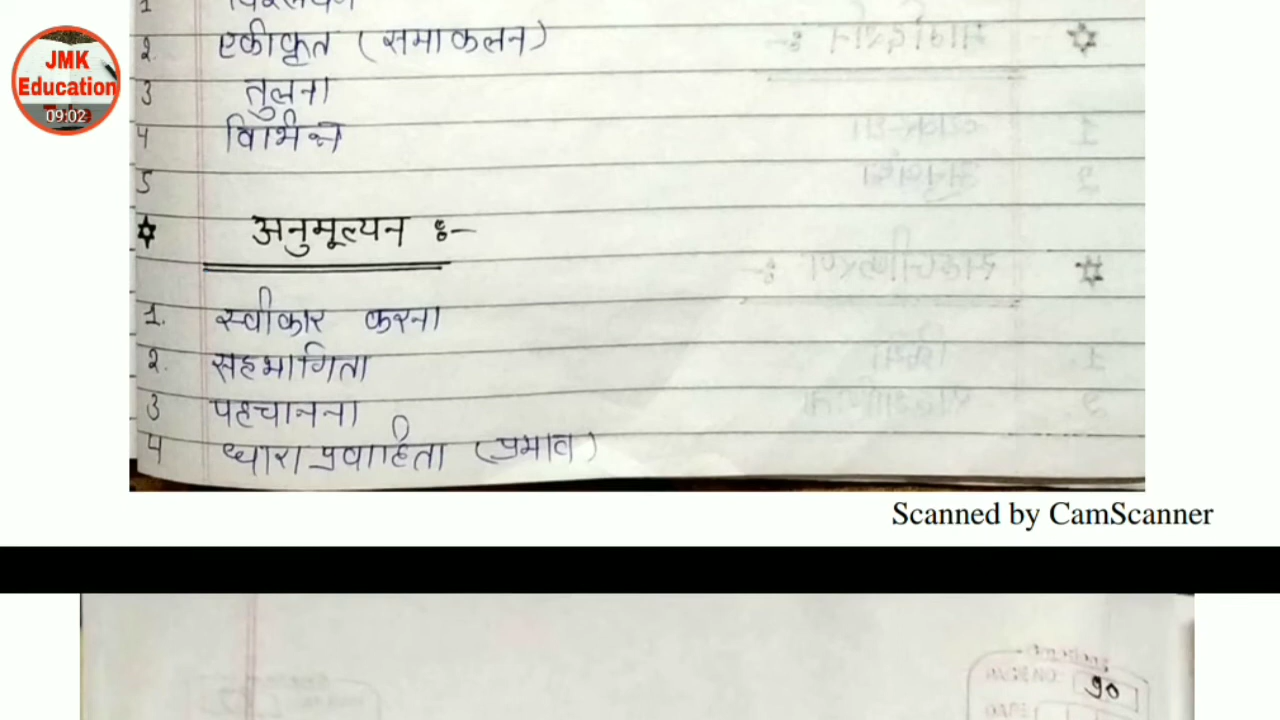 1
2. एकीकृत (समाकलन)
3 तुलना
4 विभिन्न
5
✡ अनुमूल्यन :-
1. स्वीकार करना
2. सहभागिता
3 पहचानना
4 ध्धाराप्रवाहिता (प्रभाव)
JMK
Education
09:02
Scanned by CamScanner
90